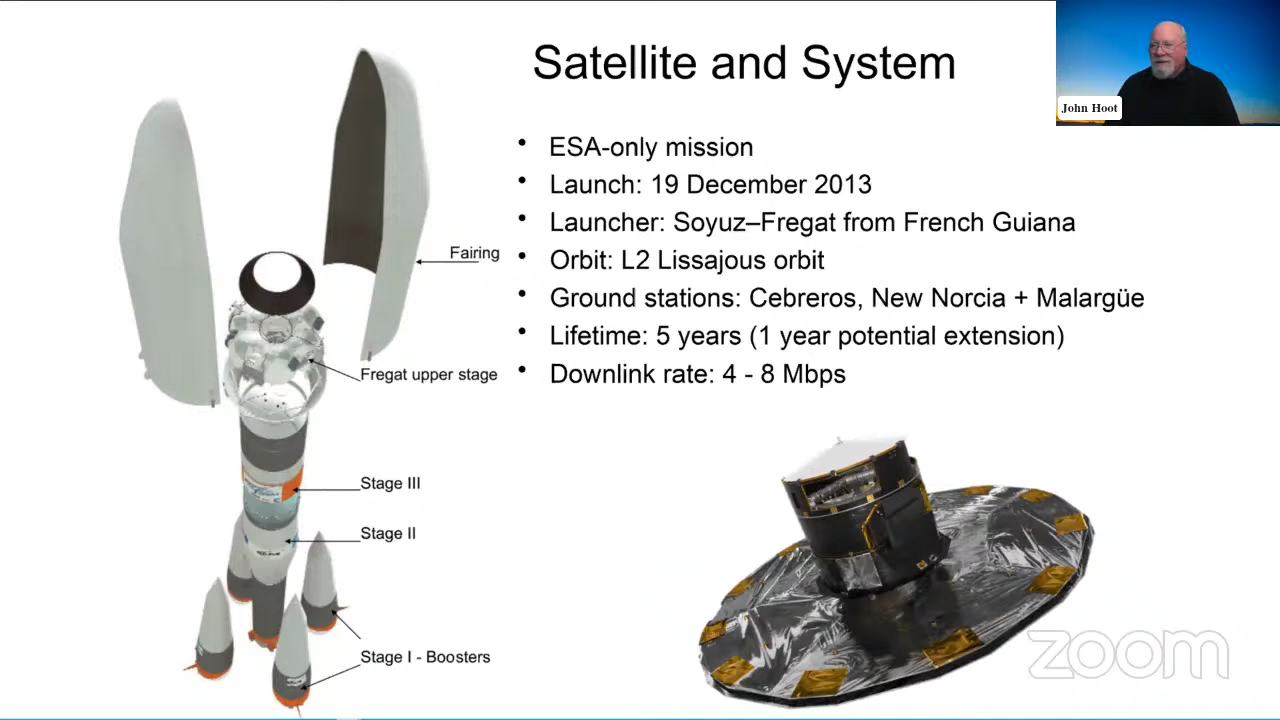 Satellite and System
John Hoot
• ESA-only mission
• Launch: 19 December 2013
• Launcher: Soyuz–Fregat from French Guiana
• Orbit: L2 Lissajous orbit
• Ground stations: Cebreros, New Norcia + Malargüe
• Lifetime: 5 years (1 year potential extension)
• Downlink rate: 4 - 8 Mbps
Fairing
Fregat upper stage
Stage III
Stage II
Stage I - Boosters
zoom